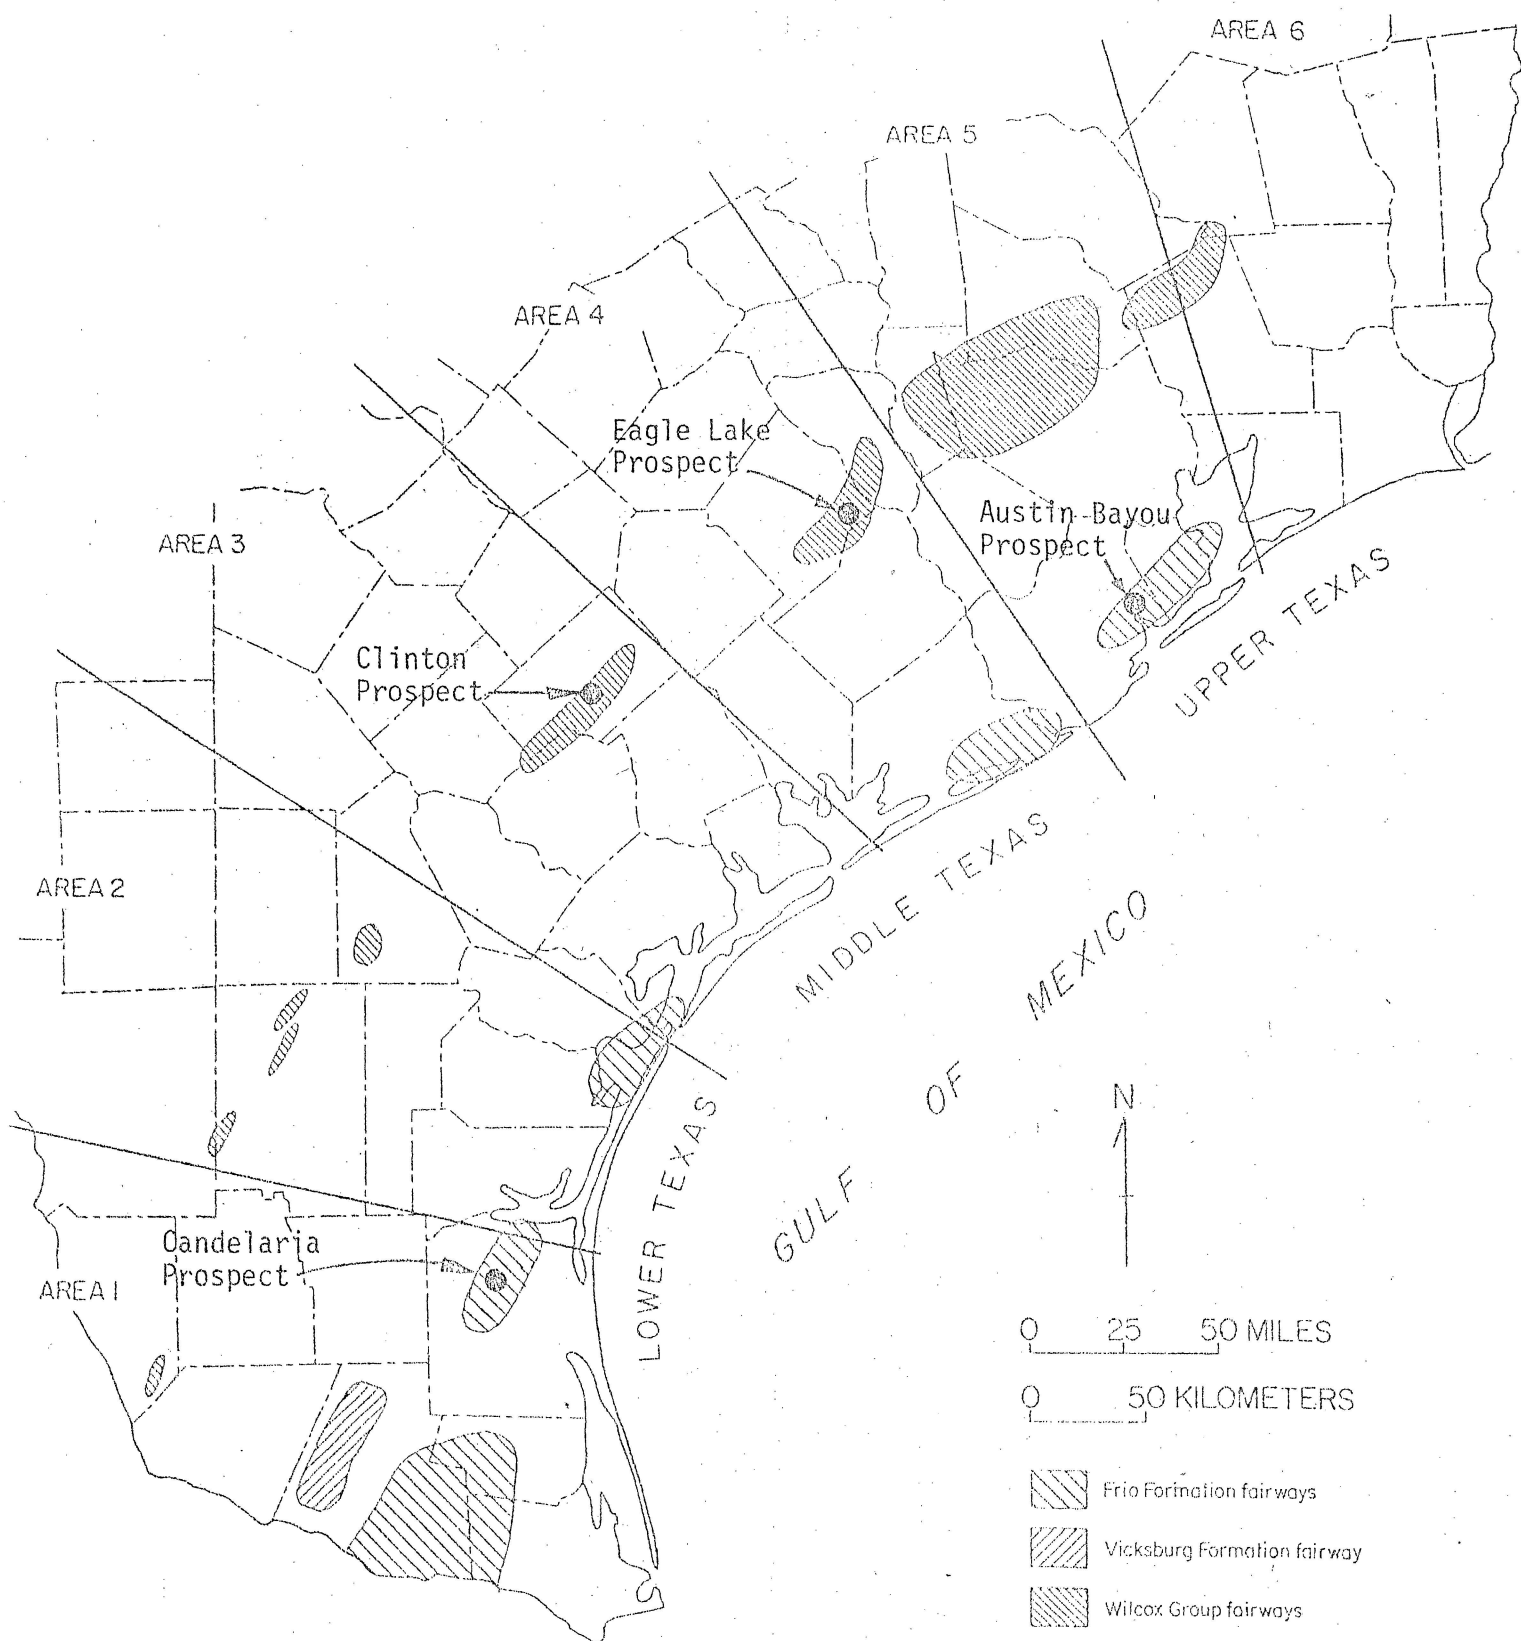 AREA 6
AREA 5
AREA 4
Eagle Lake
Prospect
Austin Bayou
Prospect
AREA 3
Clinton
Prospect
UPPER TEXAS
AREA 2
MIDDLE TEXAS
GULF OF MEXICO
LOWER TEXAS
N
Candelaria
Prospect
AREA 1
0 25 50 MILES
0 50 KILOMETERS
Frio Formation fairways
Vicksburg Formation fairway
Wilcox Group fairways